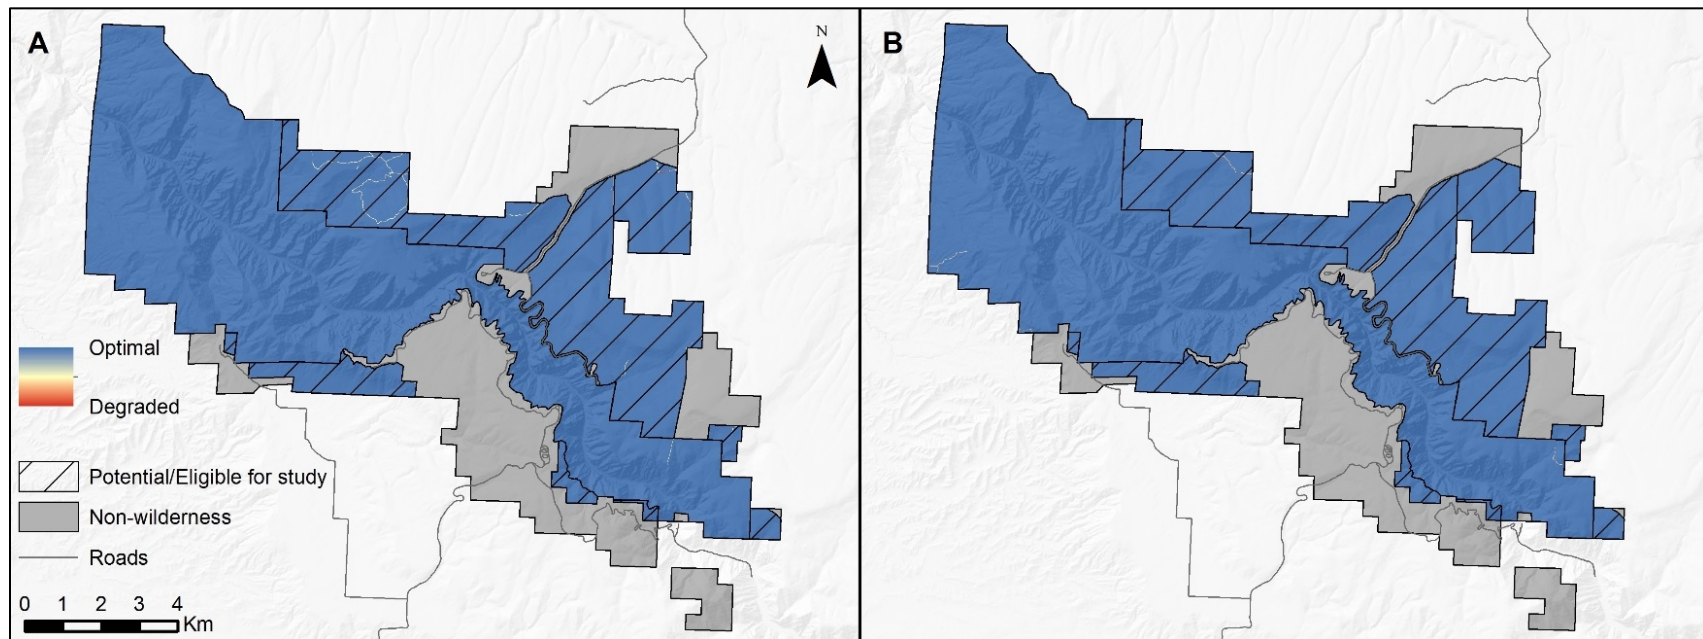 A
N
B
Optimal
Degraded
Potential/Eligible for study
Non-wilderness
Roads
0 1 2 3 4
Km